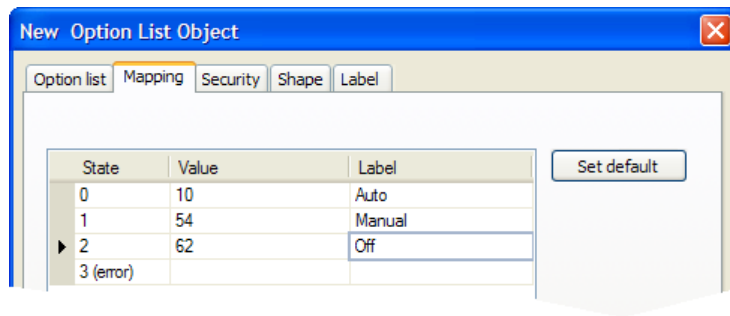 New Option List Object
Option list Mapping Security Shape Label
State Value Label Set default
0 10 Auto
1 54 Manual
2 62 Off
3 (error)